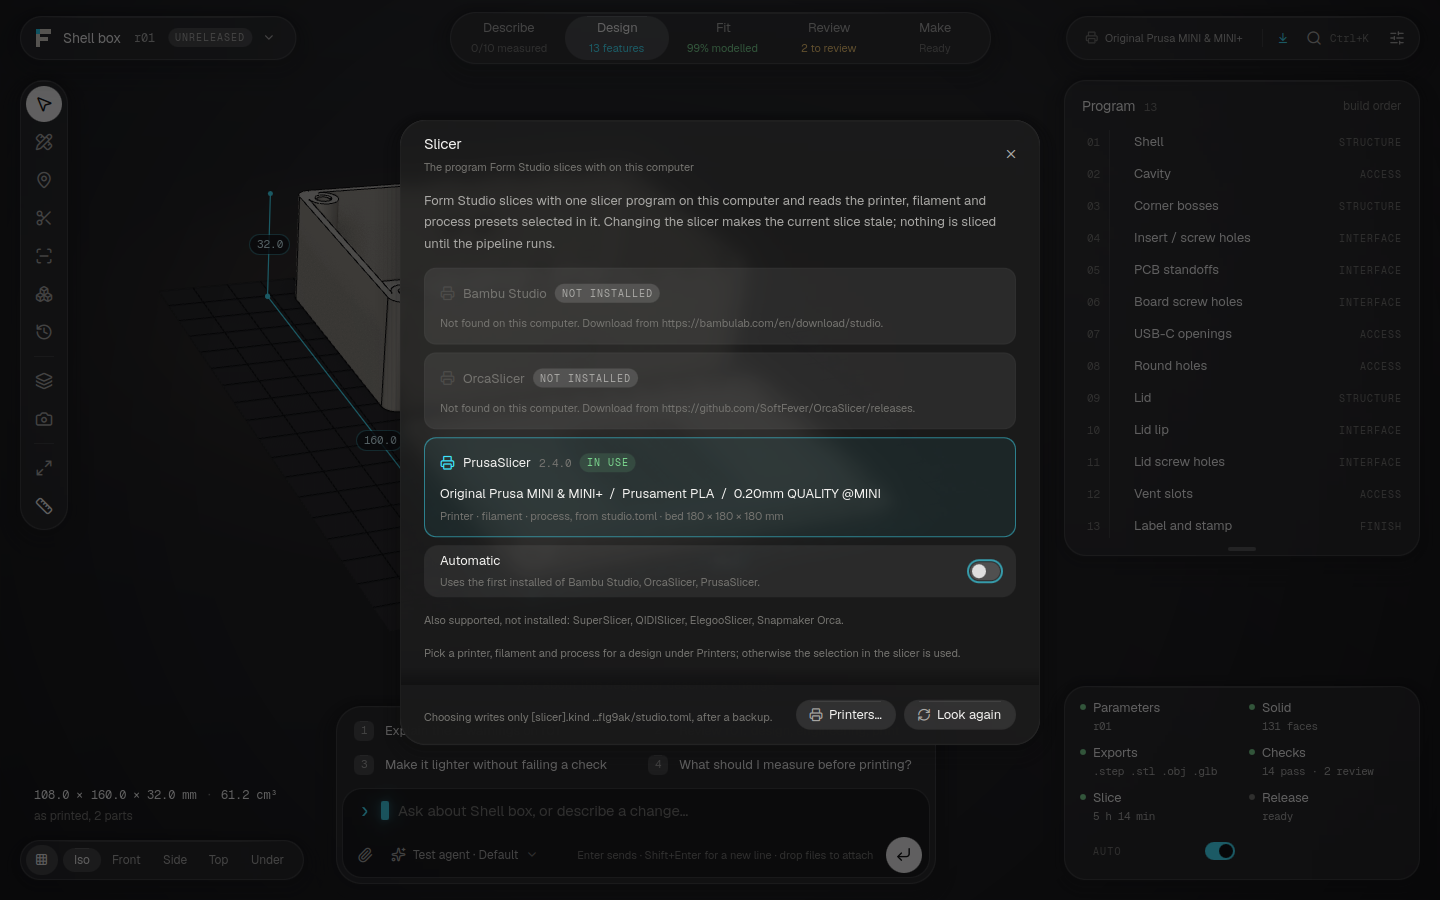 Shell box r01 UNRELEASED
Describe
0/10 measured
Design
13 features
Fit
99% modelled
Review
2 to review
Make
Ready
Original Prusa MINI & MINI+
Ctrl+K
Slicer
The program Form Studio slices with on this computer
Form Studio slices with one slicer program on this computer and reads the printer, filament and
process presets selected in it. Changing the slicer makes the current slice stale; nothing is sliced
until the pipeline runs.
Bambu Studio NOT INSTALLED
Not found on this computer. Download from https://bambulab.com/en/download/studio.
OrcaSlicer NOT INSTALLED
Not found on this computer. Download from https://github.com/SoftFever/OrcaSlicer/releases.
PrusaSlicer 2.4.0 IN USE
Original Prusa MINI & MINI+ / Prusament PLA / 0.20mm QUALITY @MINI
Printer · filament · process, from studio.toml · bed 180 × 180 × 180 mm
Automatic
Uses the first installed of Bambu Studio, OrcaSlicer, PrusaSlicer.
Also supported, not installed: SuperSlicer, QIDISlicer, ElegooSlicer, Snapmaker Orca.
Pick a printer, filament and process for a design under Printers; otherwise the selection in the slicer is used.
Choosing writes only [slicer].kind …flg9ak/studio.toml, after a backup.
Printers…
Look again
32.0
160.0
Program 13 build order
01 Shell STRUCTURE
02 Cavity ACCESS
03 Corner bosses STRUCTURE
04 Insert / screw holes INTERFACE
05 PCB standoffs INTERFACE
06 Board screw holes INTERFACE
07 USB-C openings ACCESS
08 Round holes ACCESS
09 Lid STRUCTURE
10 Lid lip INTERFACE
11 Lid screw holes INTERFACE
12 Vent slots ACCESS
13 Label and stamp FINISH
1 Exp
3 Make it lighter without failing a check
4 What should I measure before printing?
Ask about Shell box, or describe a change…
Test agent · Default
Enter sends · Shift+Enter for a new line · drop files to attach
108.0 × 160.0 × 32.0 mm · 61.2 cm³
as printed, 2 parts
Iso Front Side Top Under
Parameters
r01
Solid
131 faces
Exports
.step .stl .obj .glb
Checks
14 pass · 2 review
Slice
5 h 14 min
Release
ready
AUTO